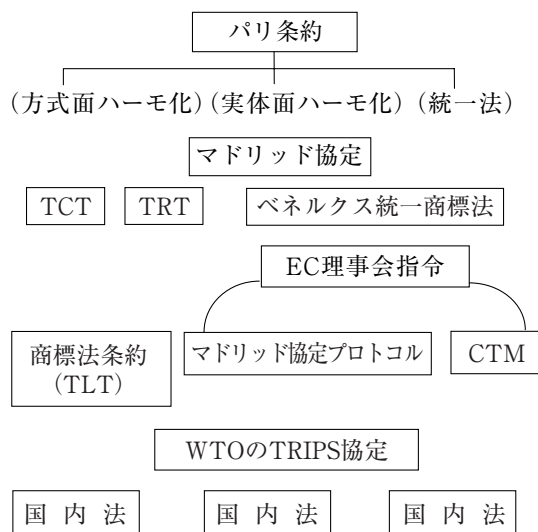 パリ条約
(方式面ハーモ化) (実体面ハーモ化) (統一法)
マドリッド協定
TCT TRT ベネルクス統一商標法
EC理事会指令
商標法条約
(TLT)
マドリッド協定プロトコル
CTM
WTOのTRIPS協定
国 内 法 国 内 法 国 内 法